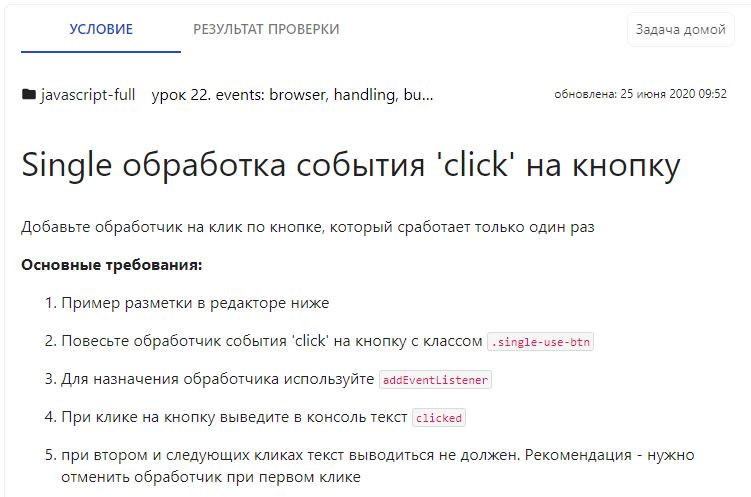 УСЛОВИЕ РЕЗУЛЬТАТ ПРОВЕРКИ Задача домой
javascript-full урок 22. events: browser, handling, bu... обновлена: 25 июня 2020 09:52
Single обработка события 'click' на кнопку
Добавьте обработчик на клик по кнопке, который сработает только один раз
Основные требования:
1. Пример разметки в редакторе ниже
2. Повесьте обработчик события 'click' на кнопку с классом .single-use-btn
3. Для назначения обработчика используйте addEventListener
4. При клике на кнопку выведите в консоль текст clicked
5. при втором и следующих кликах текст выводиться не должен. Рекомендация - нужно
отменить обработчик при первом клике